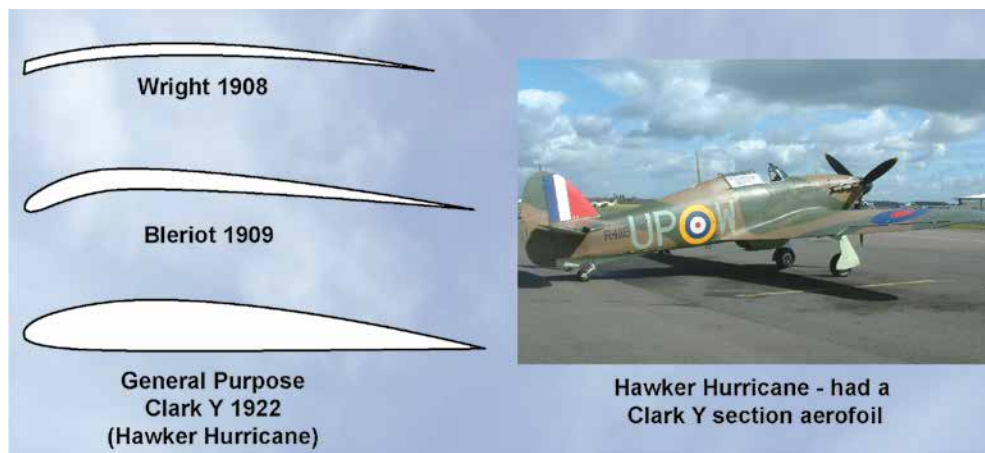 Wright 1908
Bleriot 1909
General Purpose
Clark Y 1922
(Hawker Hurricane)
UP W
Hawker Hurricane - had a
Clark Y section aerofoil